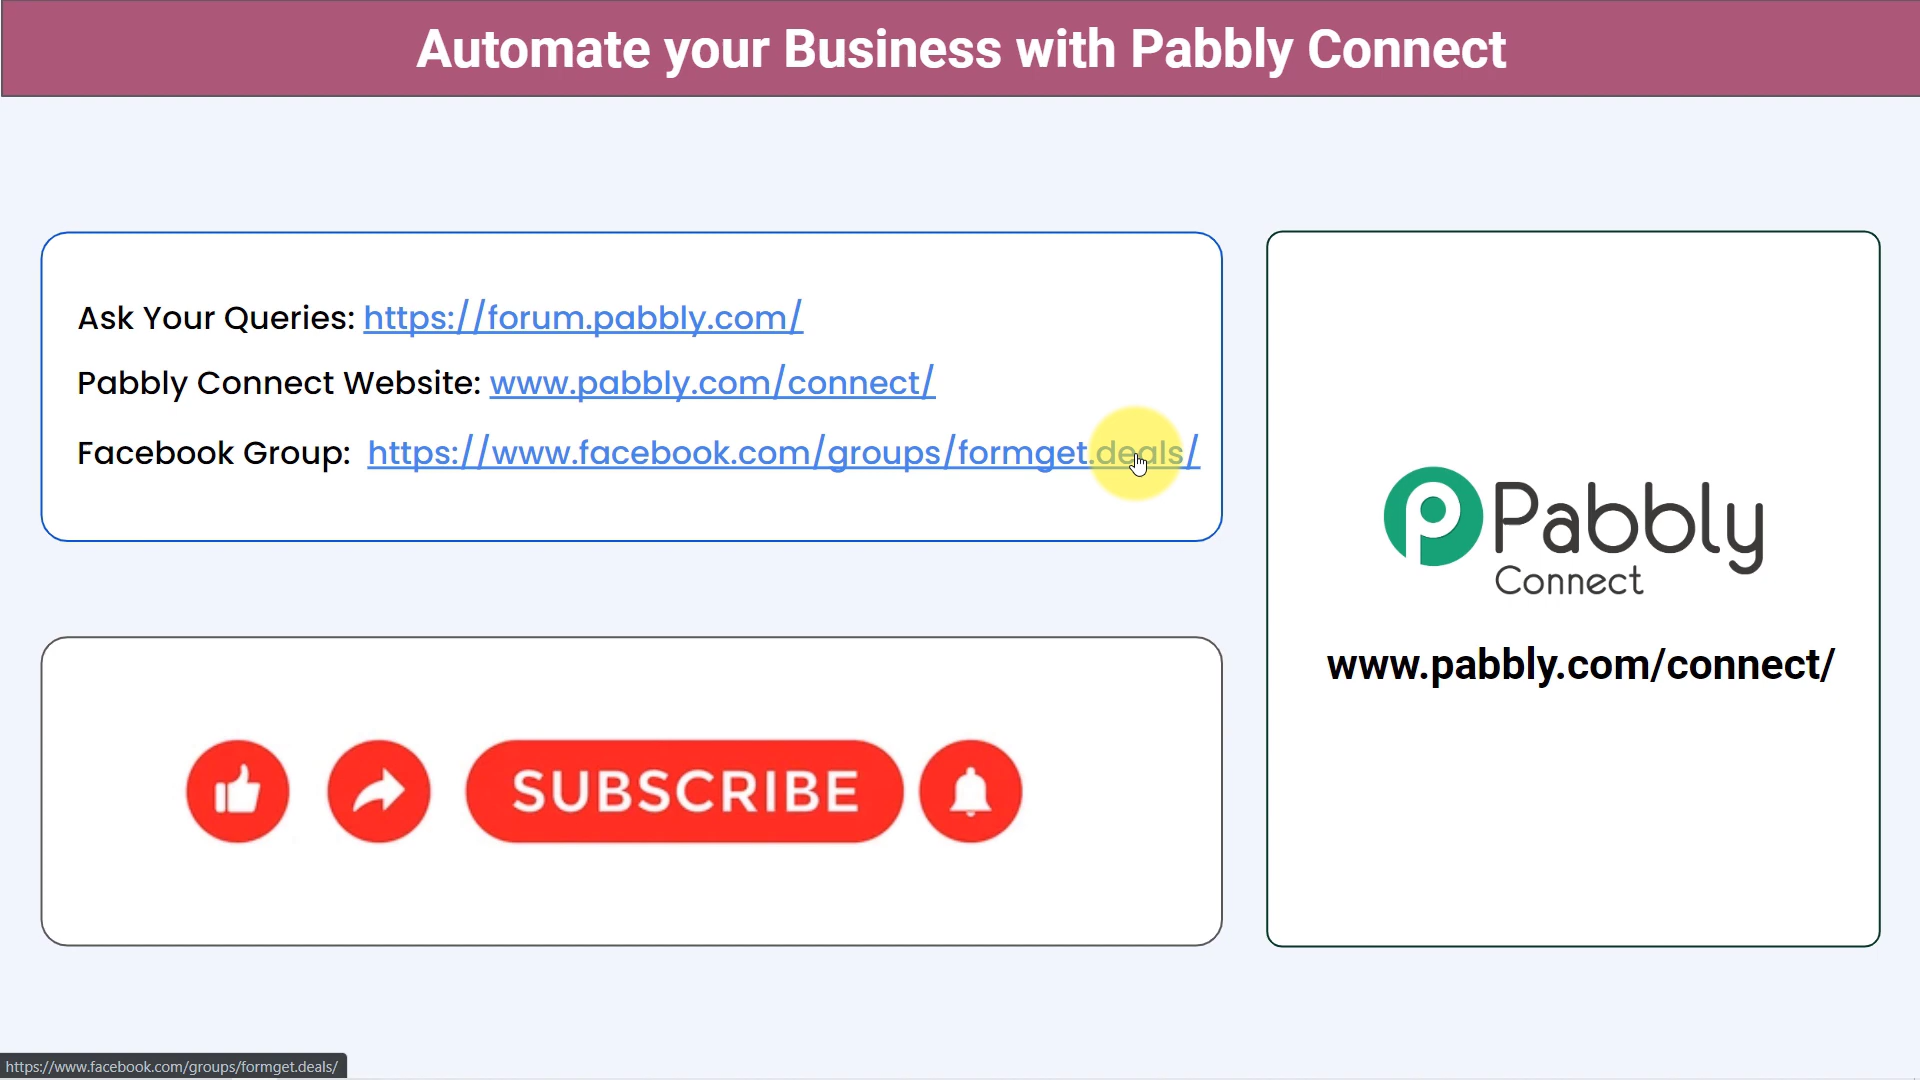 Automate your Business with Pabbly Connect
Ask Your Queries: https://forum.pabbly.com/
Pabbly Connect Website: www.pabbly.com/connect/
Facebook Group: https://www.facebook.com/groups/formget.deals/
Pabbly
Connect
www.pabbly.com/connect/
SUBSCRIBE
https://www.facebook.com/groups/formget.deals/